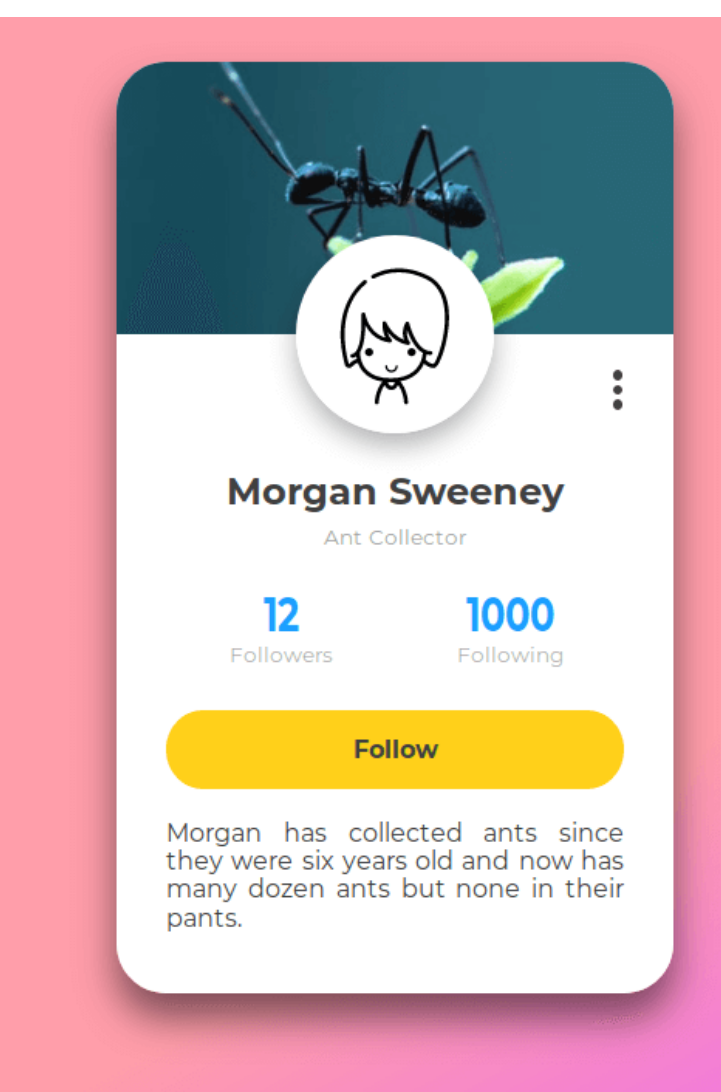 Morgan Sweeney
Ant Collector
12 1000
Followers Following
Follow
Morgan has collected ants since
they were six years old and now has
many dozen ants but none in their
pants.